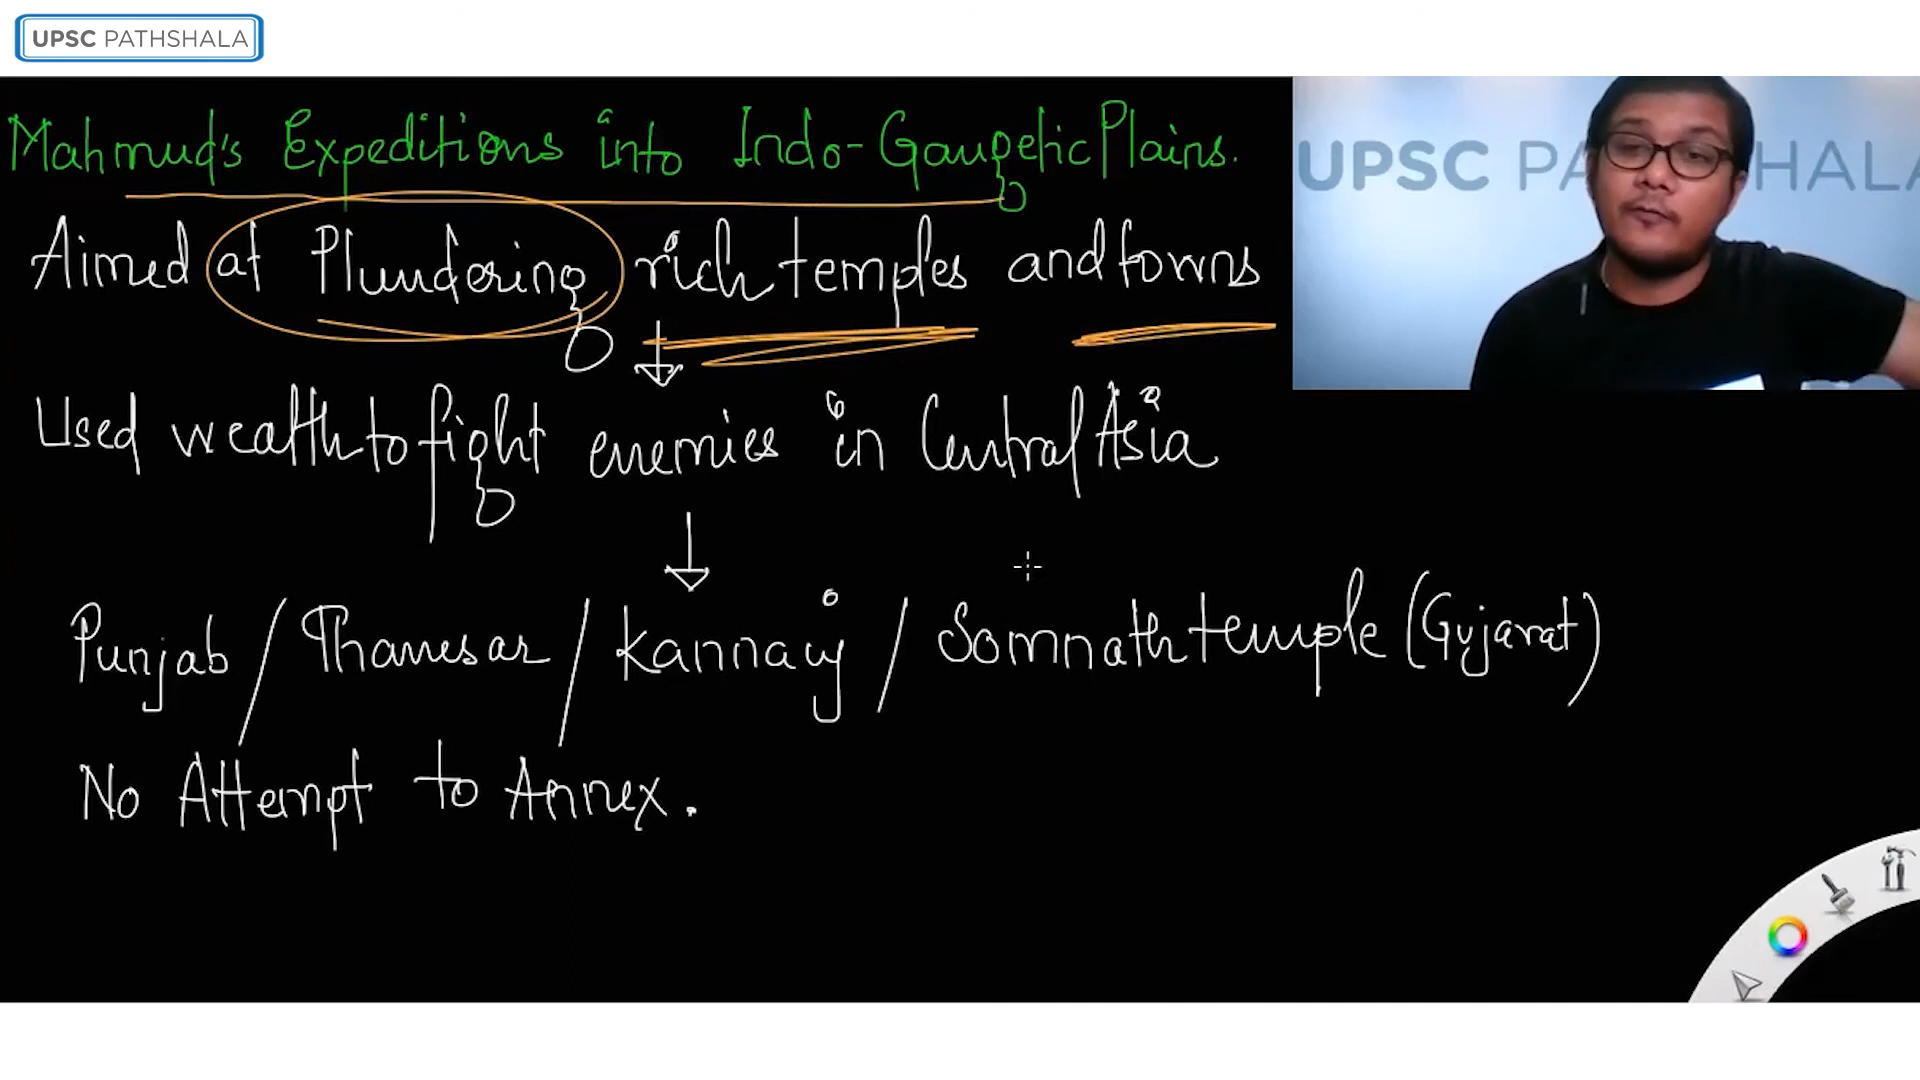 UPSC PATHSHALA
Mahmud's Expeditions into Indo-Gangetic Plains.
UPSC PA HALA
Aimed at Plundering rich temples and towns
Used wealth to fight enemies in Central Asia
Punjab / Thanesar / Kannauj / Somnath temple (Gujarat)
No Attempt to Annex.